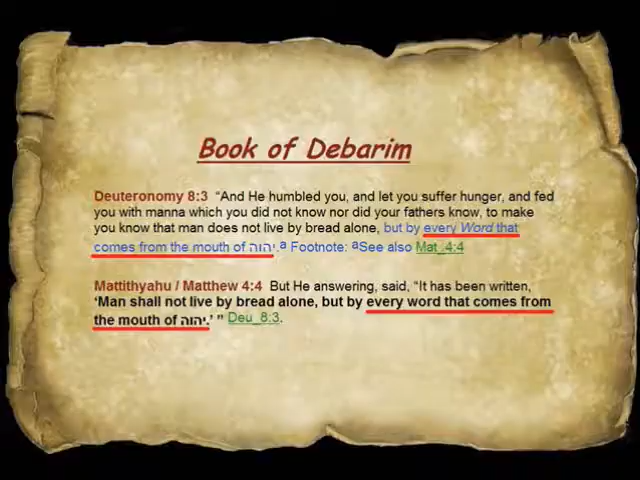 Book of Debarim
Deuteronomy 8:3 “And He humbled you, and let you suffer hunger, and fed
you with manna which you did not know nor did your fathers know, to make
you know that man does not live by bread alone, but by every Word that
comes from the mouth of יהוה.a Footnote: aSee also Mat_4:4
Mattithyahu / Matthew 4:4 But He answering, said, “It has been written,
‘Man shall not live by bread alone, but by every word that comes from
the mouth of יהוה.’ ” Deu_8:3.